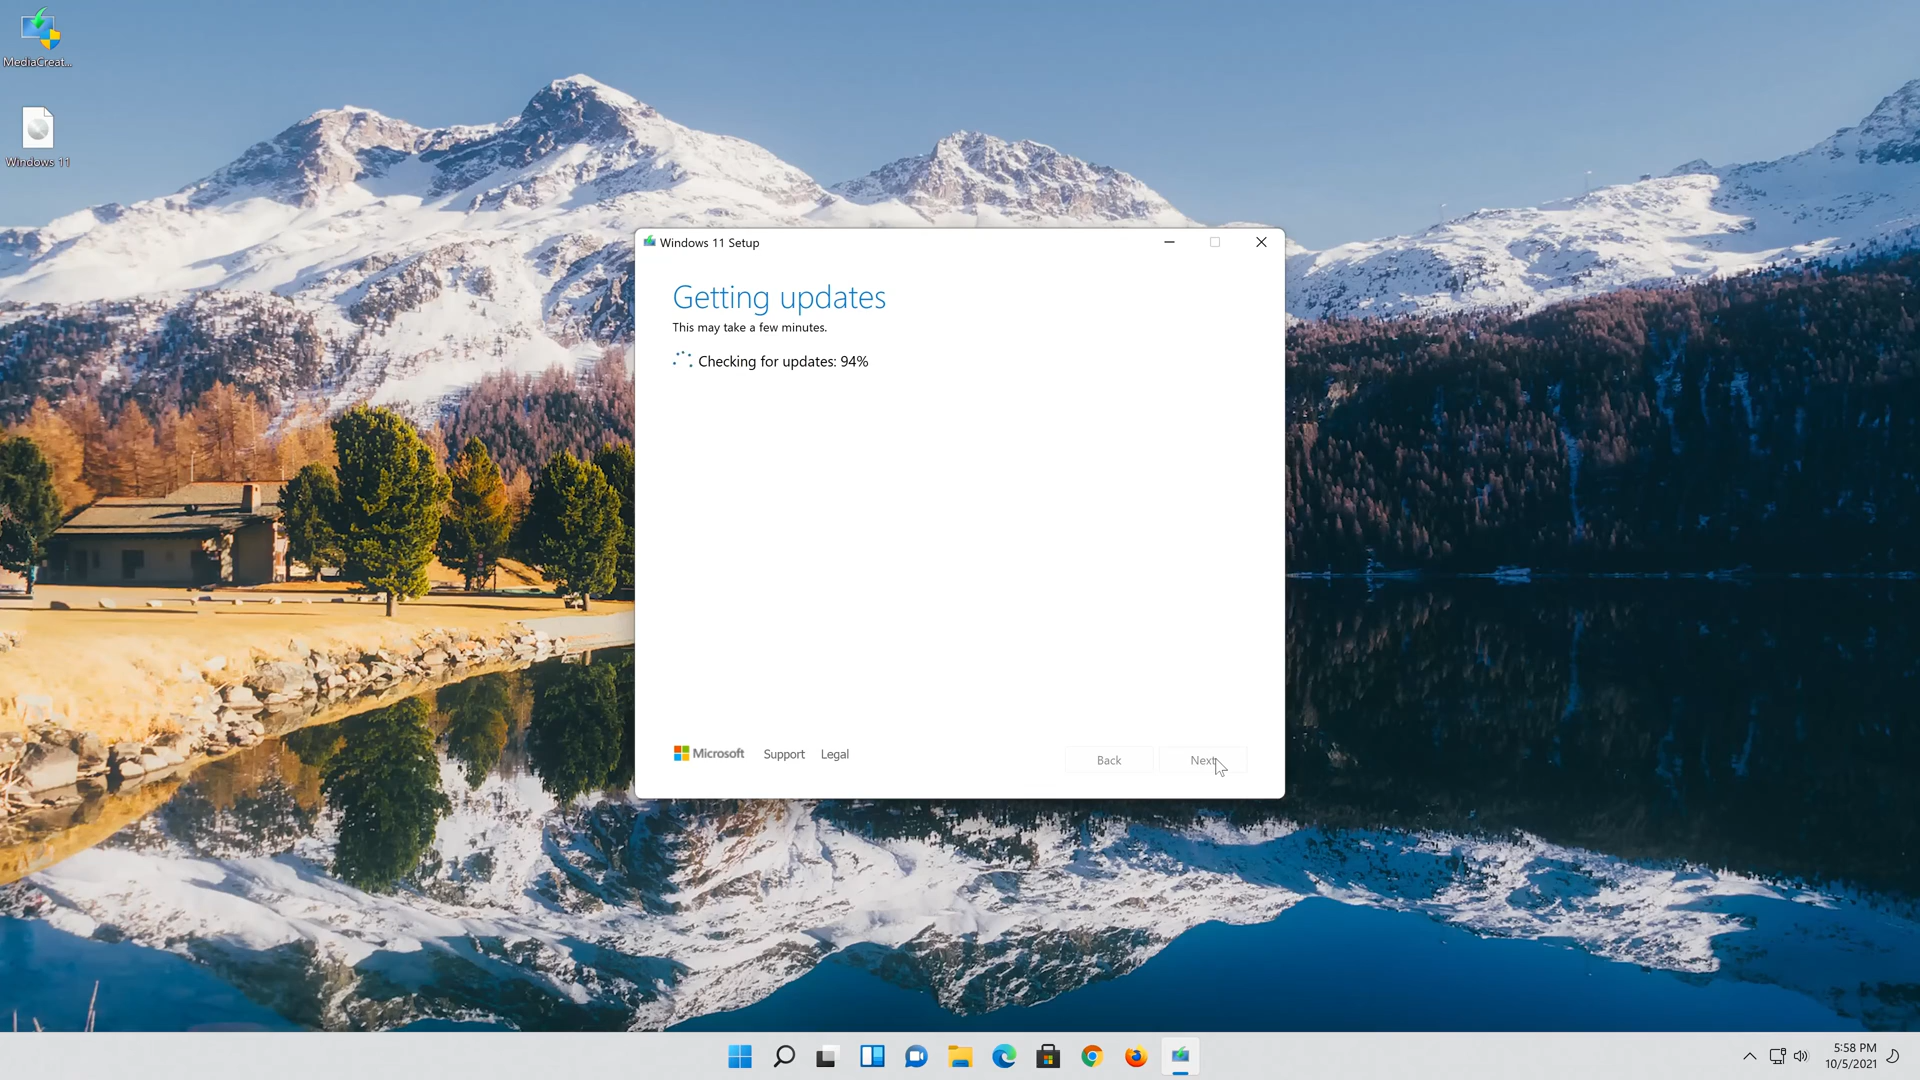 MediaCreat...
Windows 11
Windows 11 Setup
Getting updates
This may take a few minutes.
Checking for updates: 94%
Microsoft
Support
Legal
Back
Next
5:58 PM
10/5/2021